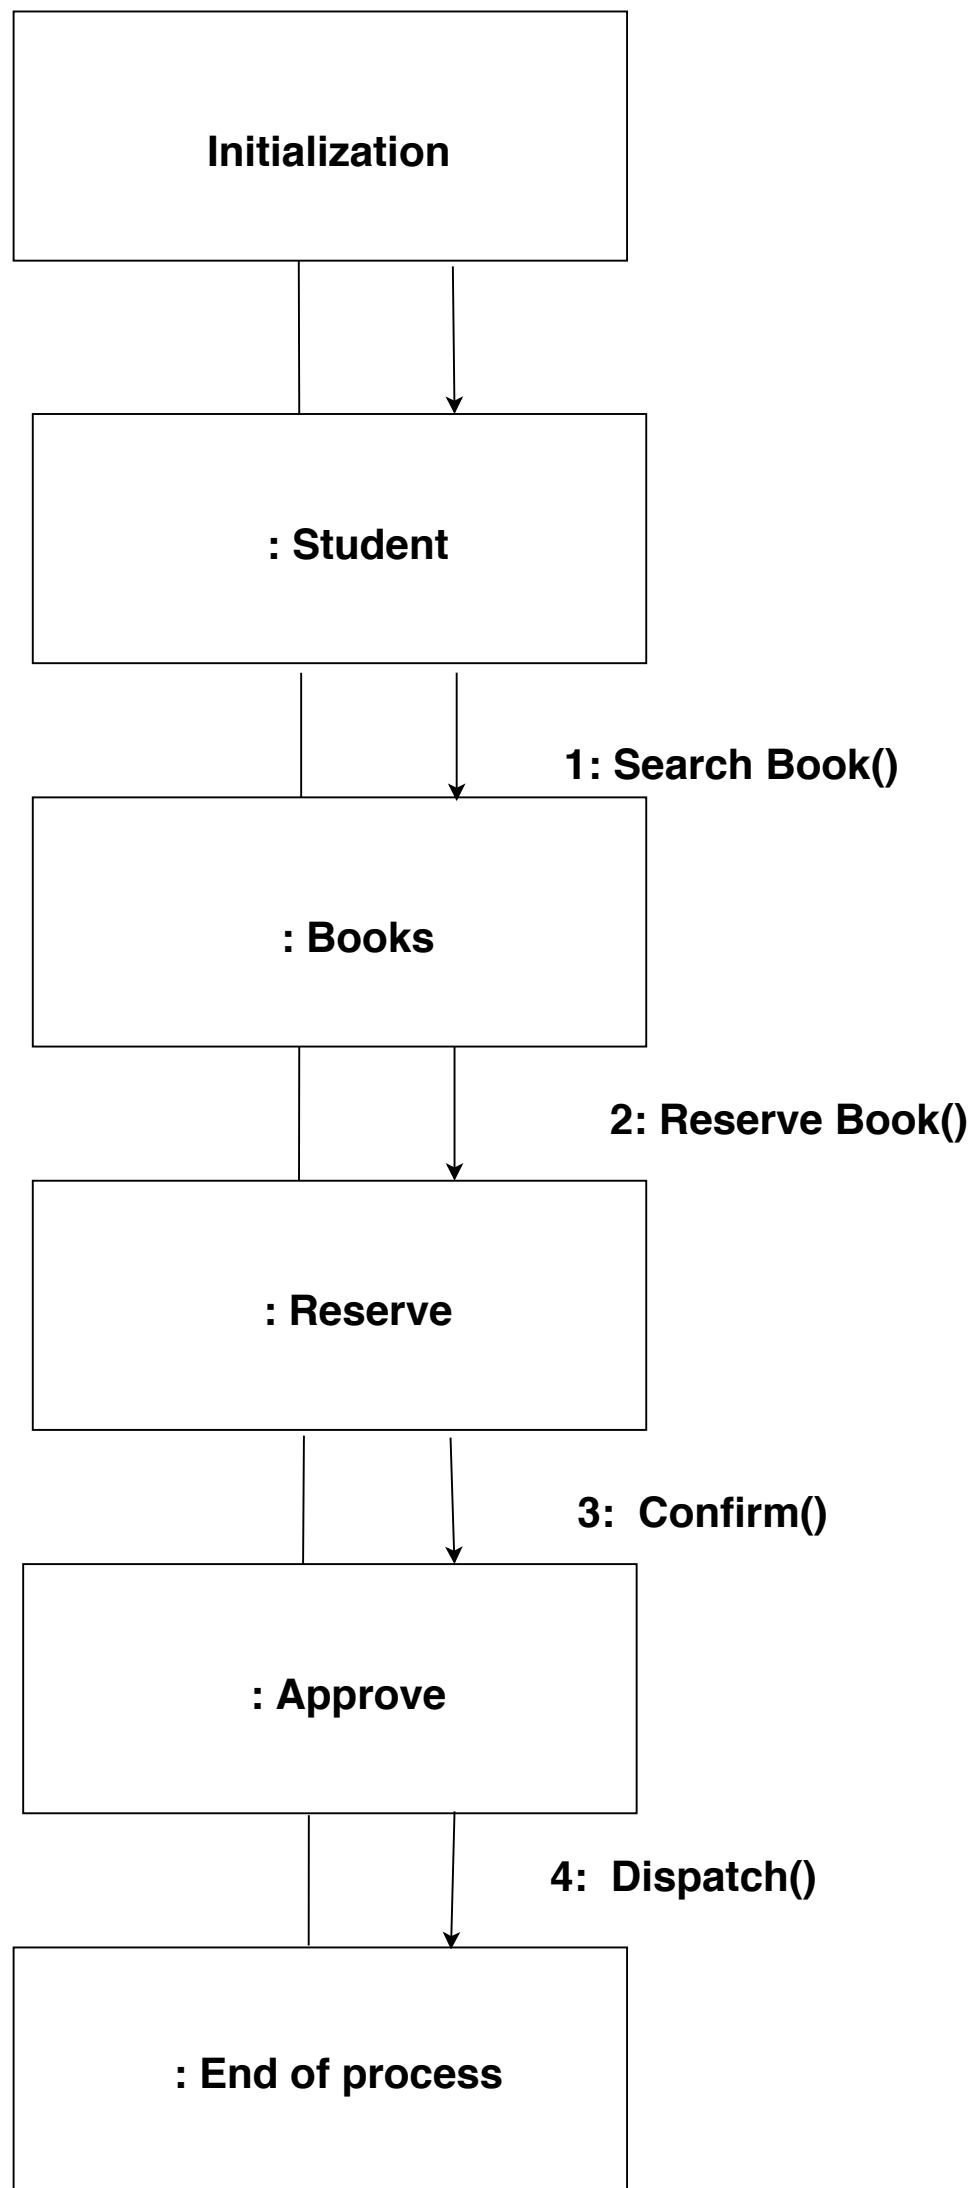 Initialization
: Student
1: Search Book()
: Books
2: Reserve Book()
: Reserve
3:  Confirm()
: Approve
4:  Dispatch()
: End of process